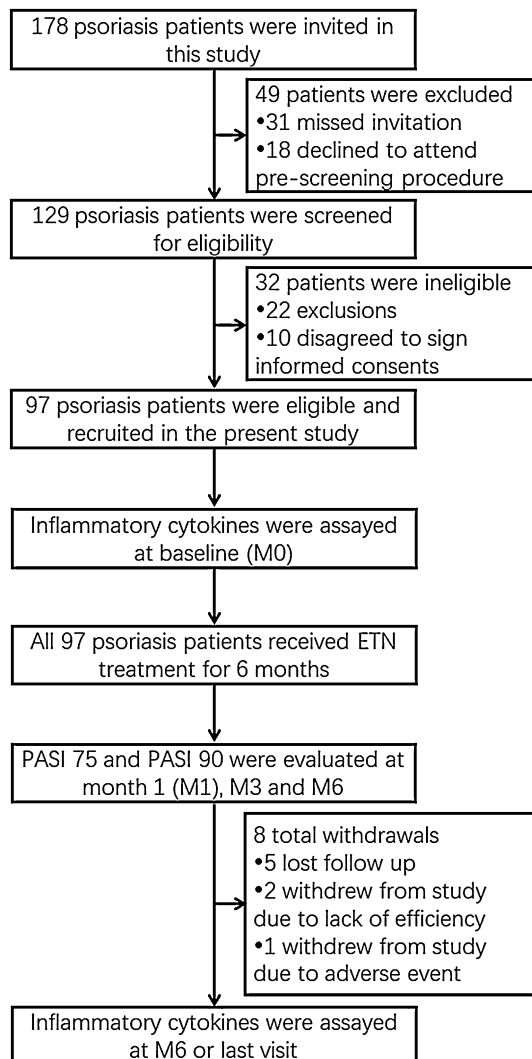 178 psoriasis patients were invited in
this study
49 patients were excluded
•31 missed invitation
•18 declined to attend
pre-screening procedure
129 psoriasis patients were screened
for eligibility
32 patients were ineligible
•22 exclusions
•10 disagreed to sign
informed consents
97 psoriasis patients were eligible and
recruited in the present study
Inflammatory cytokines were assayed
at baseline (M0)
All 97 psoriasis patients received ETN
treatment for 6 months
PASI 75 and PASI 90 were evaluated at
month 1 (M1), M3 and M6
8 total withdrawals
•5 lost follow up
•2 withdrew from study
due to lack of efficiency
•1 withdrew from study
due to adverse event
Inflammatory cytokines were assayed
at M6 or last visit